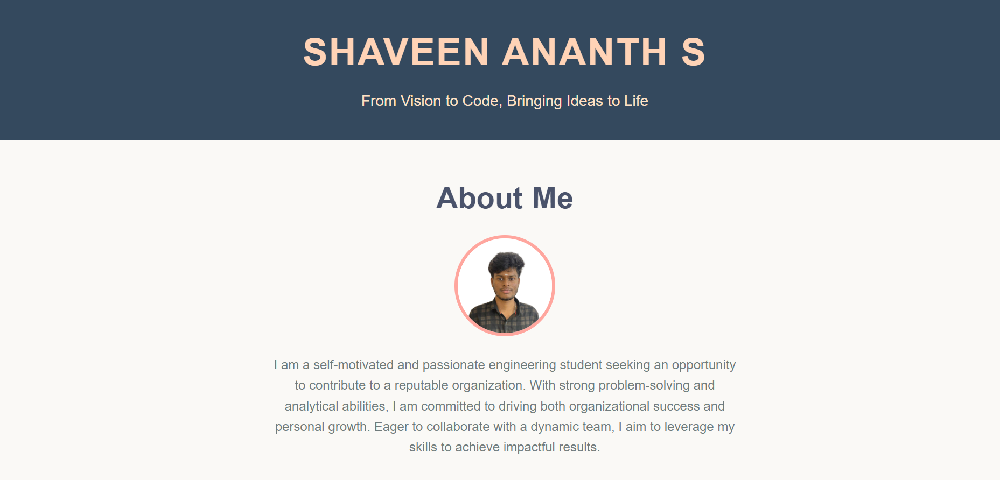 SHAVEEN ANANTH S
From Vision to Code, Bringing Ideas to Life
About Me
I am a self-motivated and passionate engineering student seeking an opportunity
to contribute to a reputable organization. With strong problem-solving and
analytical abilities, I am committed to driving both organizational success and
personal growth. Eager to collaborate with a dynamic team, I aim to leverage my
skills to achieve impactful results.